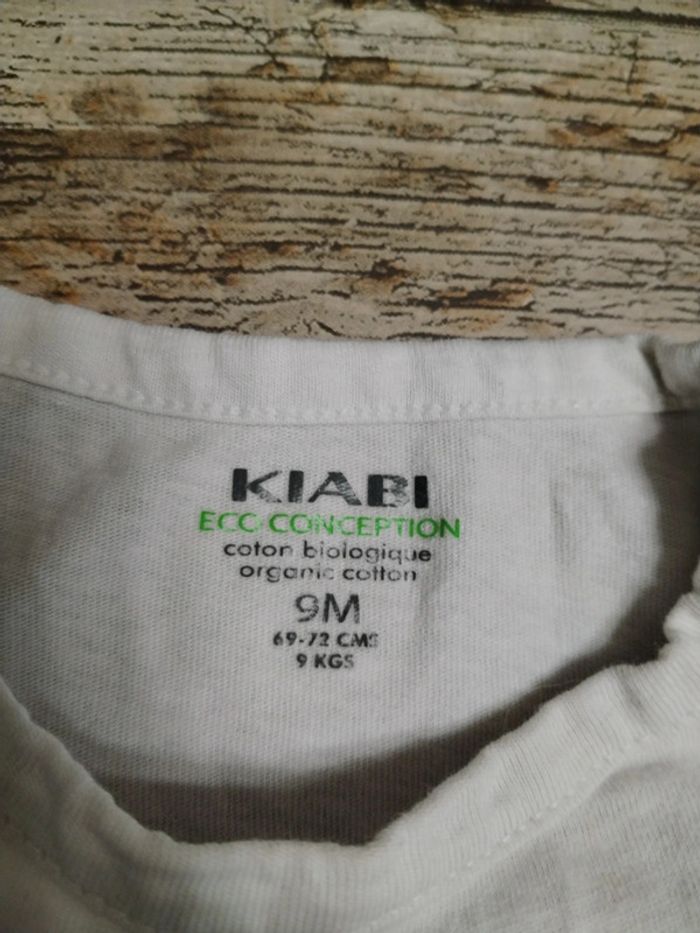 KIABI
ECO CONCEPTION
coton biologique
organic cotton
9M
69-72 CMS
9 KGS